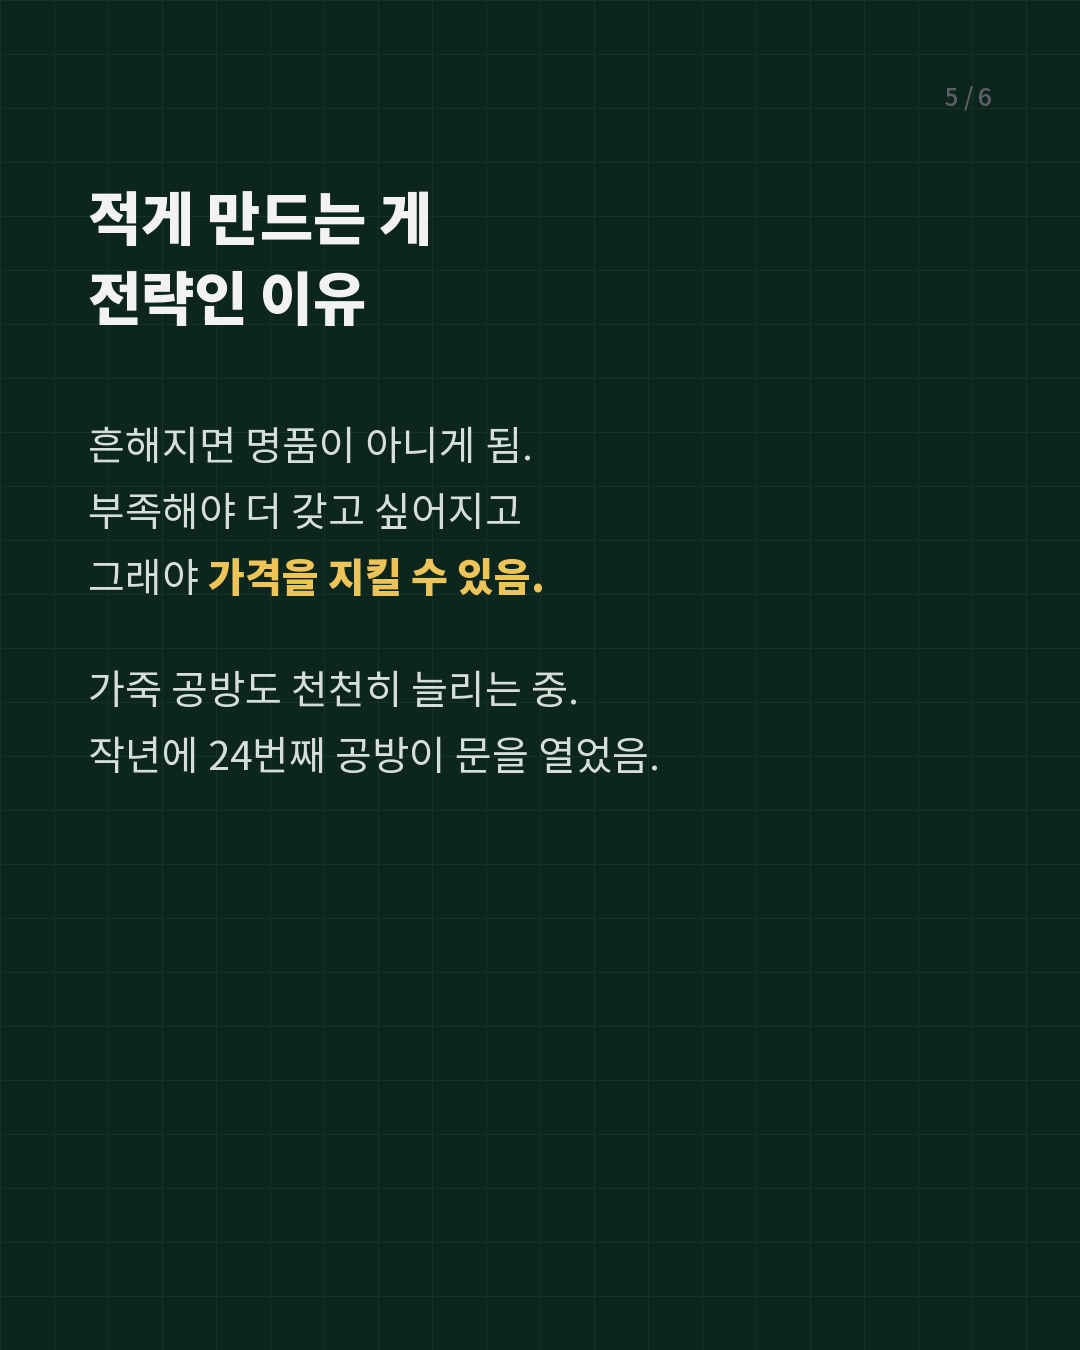 5 / 6
적게 만드는 게
전략인 이유
흔해지면 명품이 아니게 됨.
부족해야 더 갖고 싶어지고
그래야 가격을 지킬 수 있음.
가죽 공방도 천천히 늘리는 중.
작년에 24번째 공방이 문을 열었음.